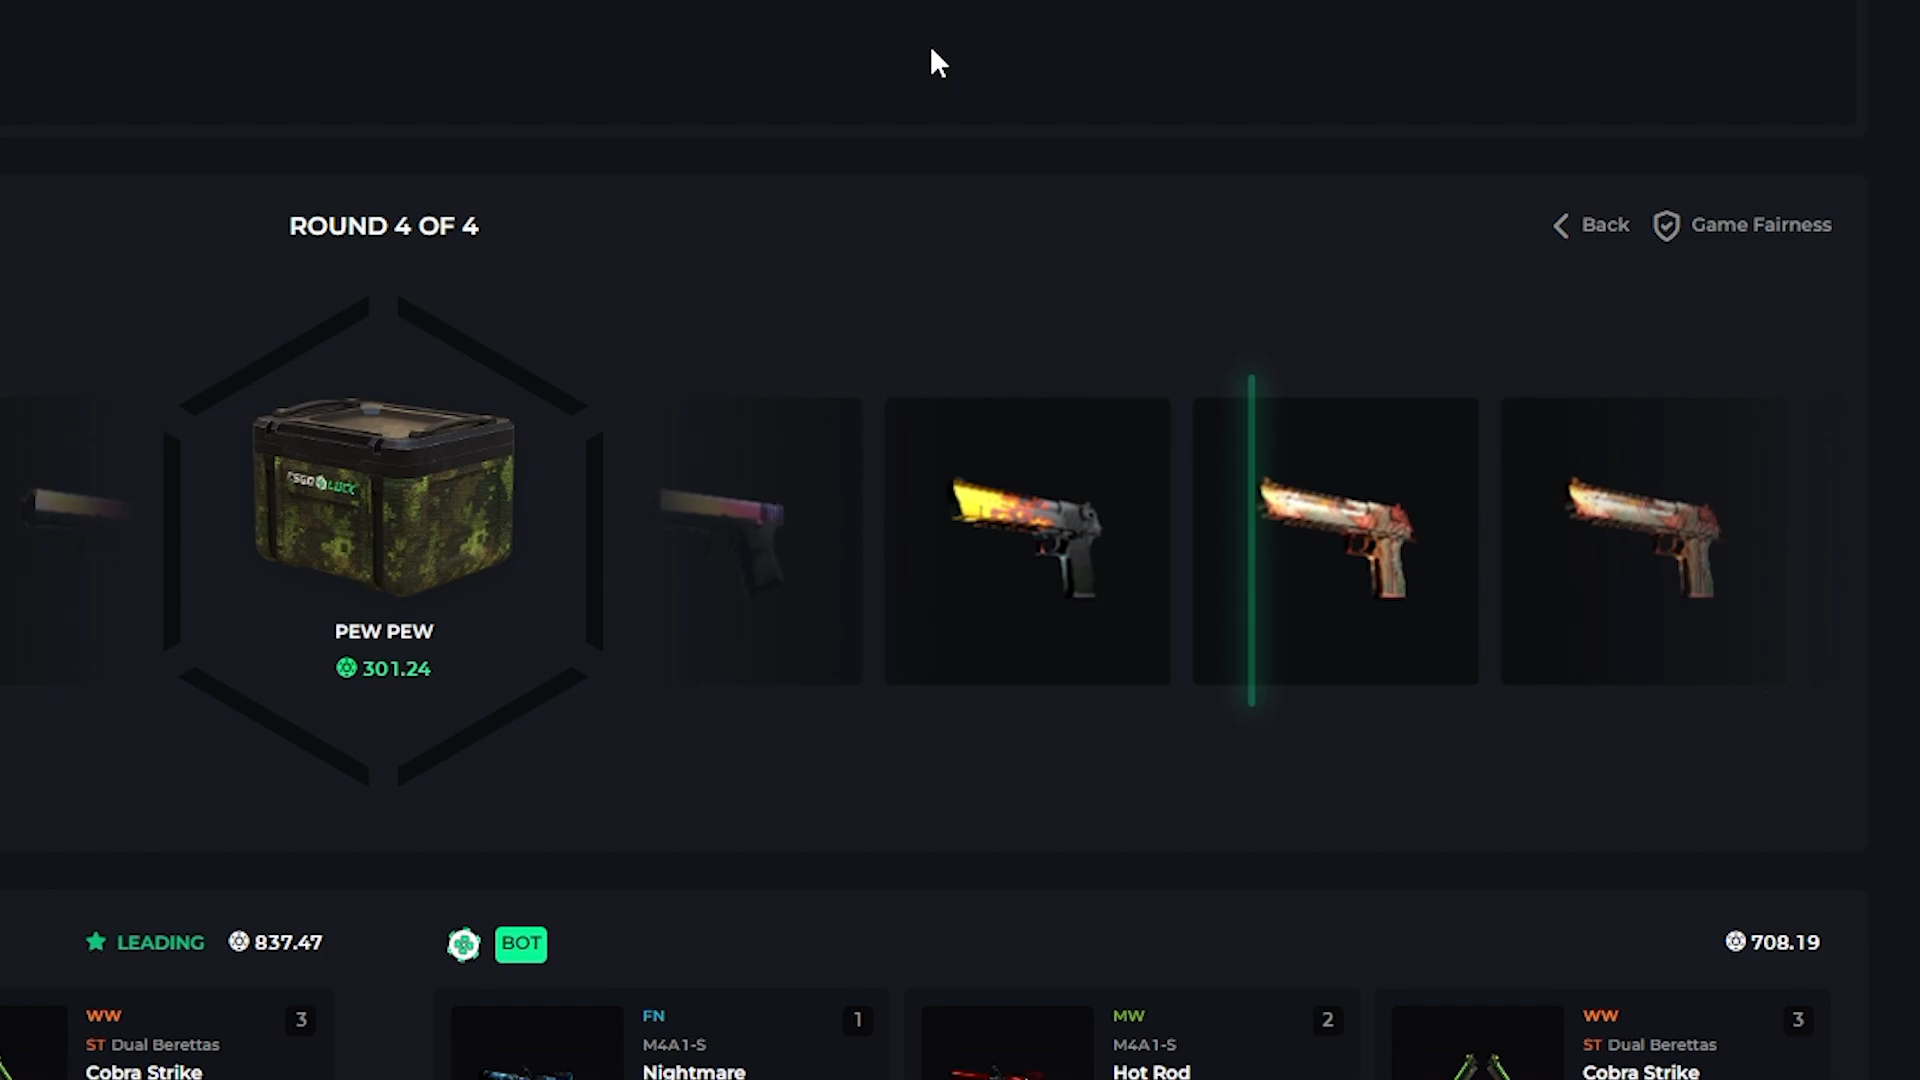 ROUND 4 OF 4
Back
Game Fairness
CSGO LUCK
PEW PEW
301.24
LEADING
837.47
BOT
708.19
WW
3
ST Dual Berettas
Cobra Strike
FN
1
M4A1-S
Nightmare
MW
2
M4A1-S
Hot Rod
WW
3
ST Dual Berettas
Cobra Strike